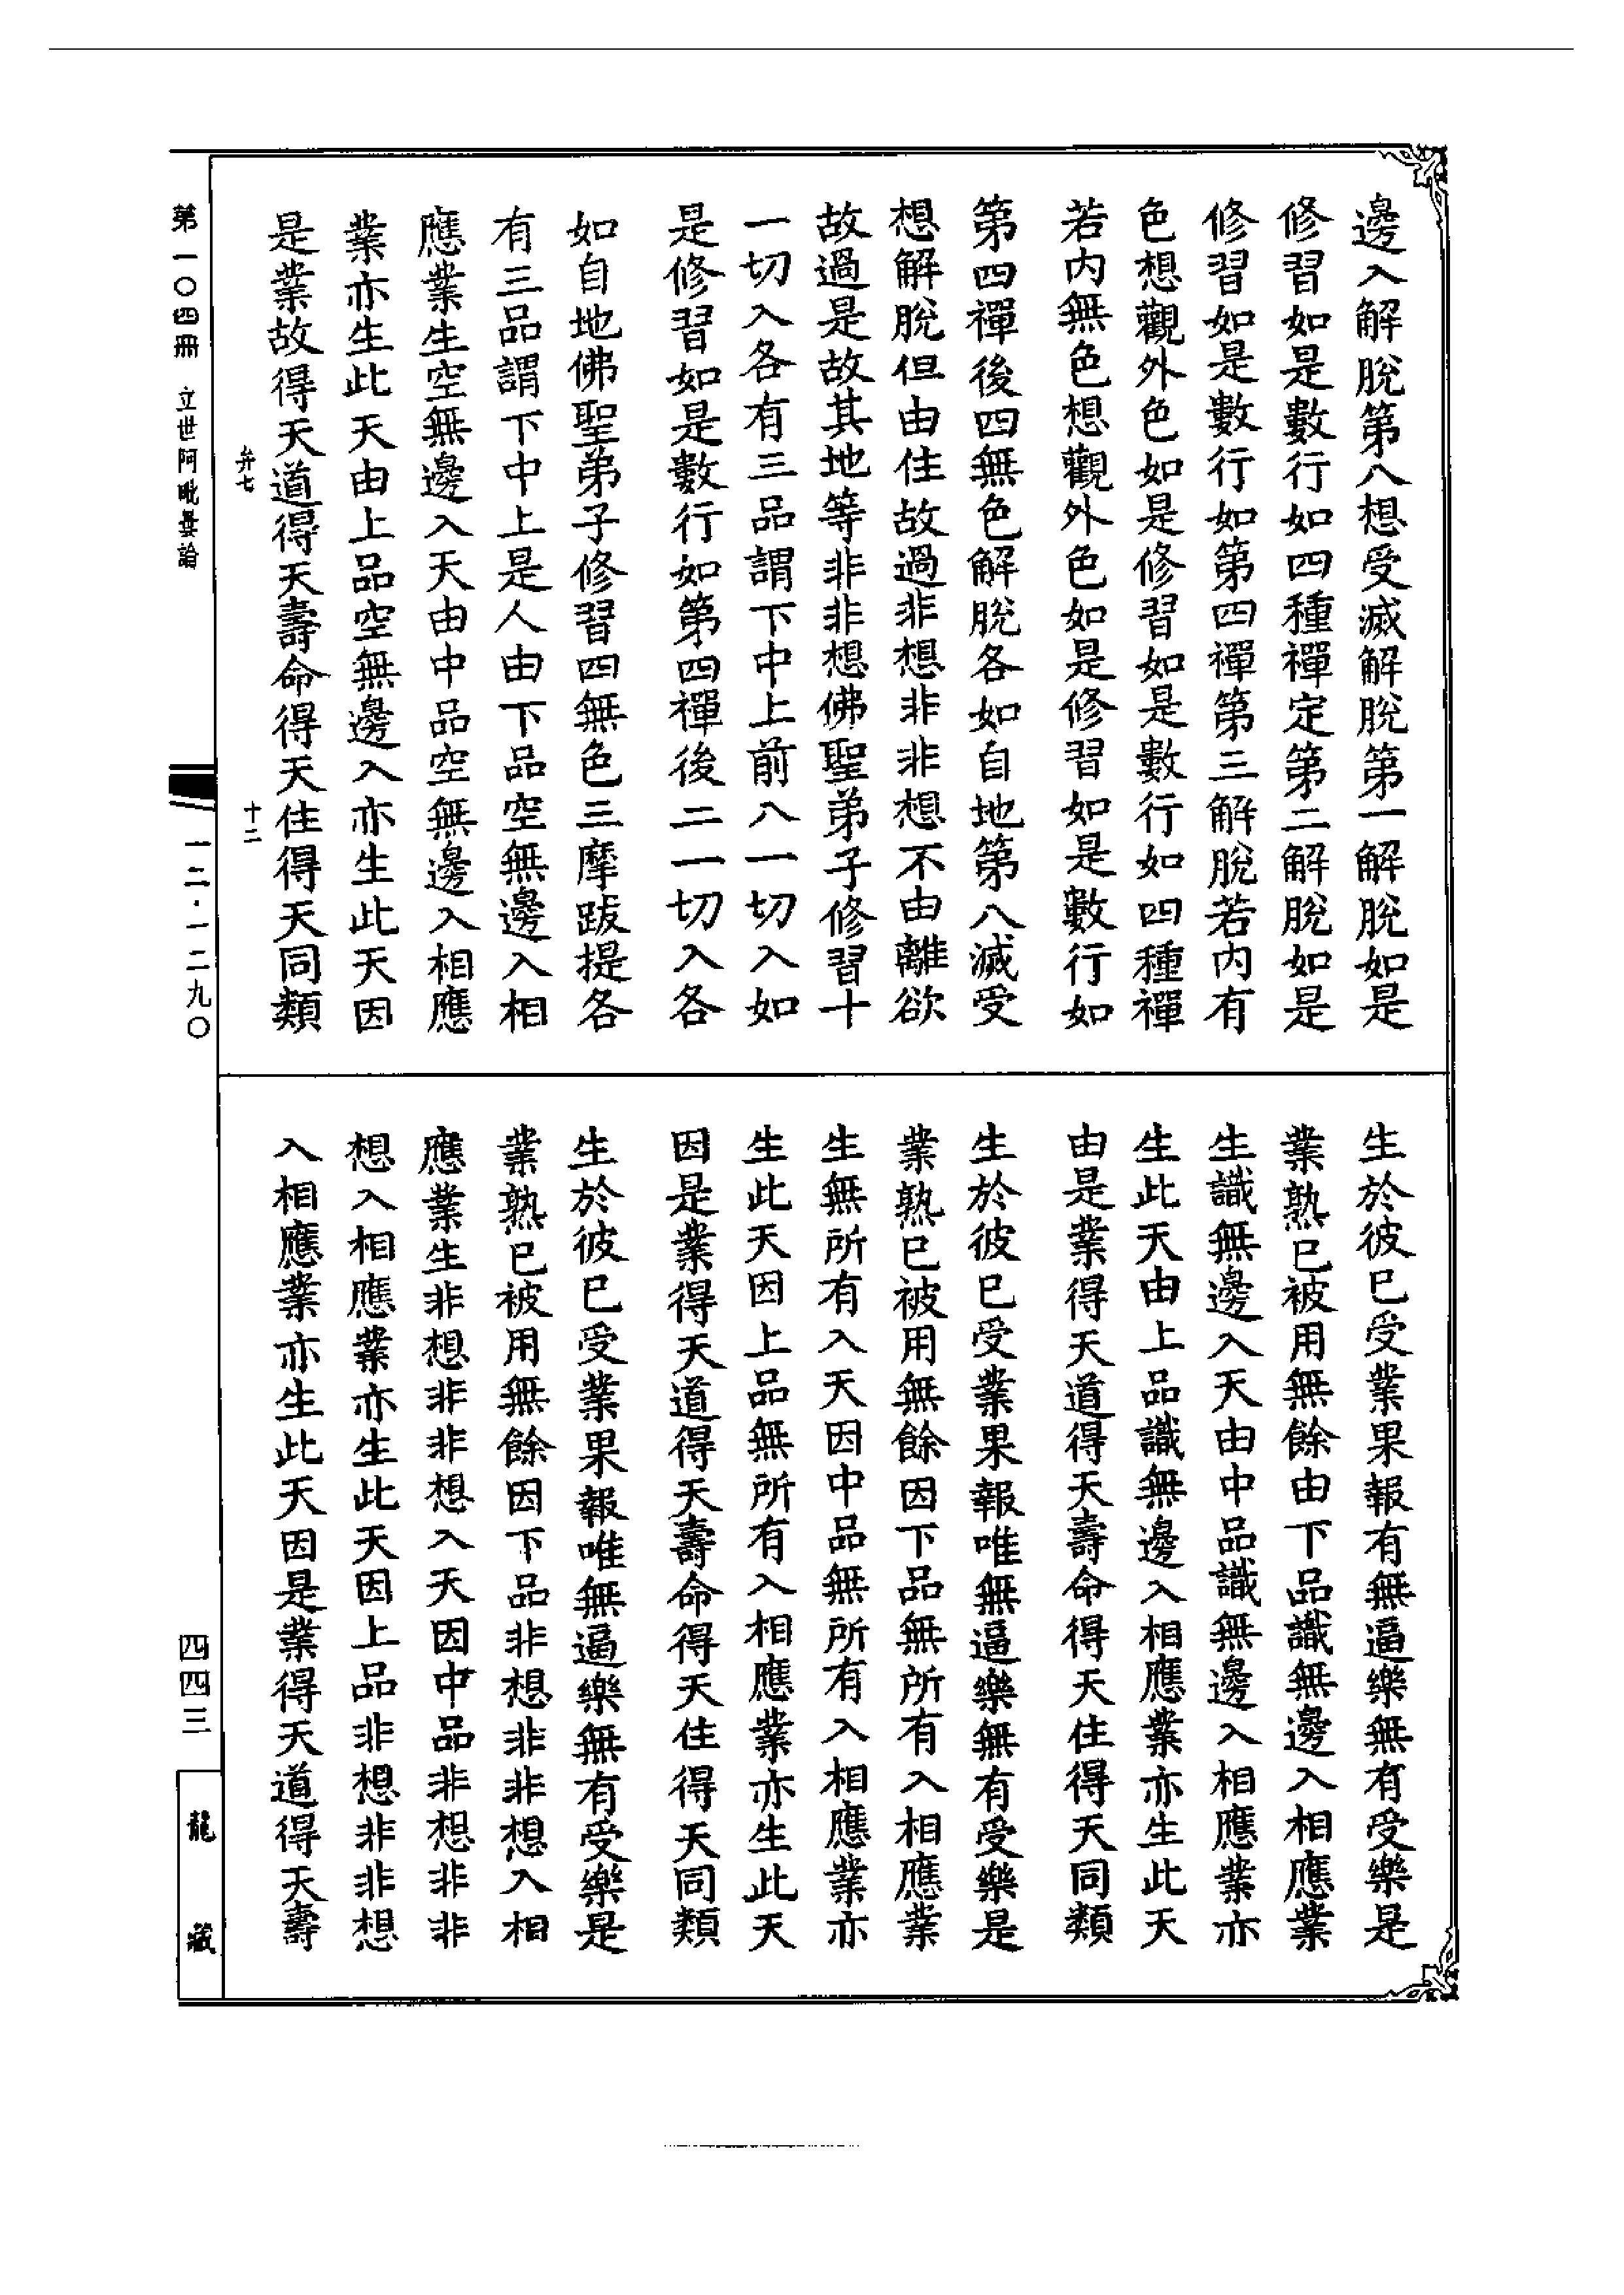 邊入解脫第八想受滅解脫第一解脫如是
修習如是數行如四種禪定第二解脫如是
修習如是數行如第四禪第三解脫若內有
色想觀外色如是修習如是數行如四種禪
若內無色想觀外色如是修習如是數行如
第四禪後四無色解脫各如自地第八滅受
想解脫但由住故過非想非非想不由離欲
故過是故其地等非非想佛聖弟子修習十
一切入各有三品謂下中上前八一切入如
是修習如是數行如第四禪後二一切入各
如自地佛聖弟子修習四無色三摩跋提各
有三品謂下中上是人由下品空無邊入相
應業生空無邊入天由中品空無邊入相應
業亦生此天由上品空無邊入亦生此天因
是業故得天道得天壽命得天住得天同類
生於彼已受業果報有無逼樂無有受樂是
業熟已被用無餘由下品識無邊入相應業
生識無邊入天由中品識無邊入相應業亦
生此天由上品識無邊入相應業亦生此天
由是業得天道得天壽命得天住得天同類
生於彼已受業果報唯無逼樂無有受樂是
業熟已被用無餘因下品無所有入相應業
生無所有入天因中品無所有入相應業亦
生此天因上品無所有入相應業亦生此天
因是業得天道得天壽命得天住得天同類
生於彼已受業果報唯無逼樂無有受樂是
業熟已被用無餘因下品非想非非想入相
應業生非想非非想入天因中品非想非非
想入相應業亦生此天因上品非想非非想
入相應業亦生此天因是業得天道得天壽
弁七
十二
第一〇四冊 立世阿毗曇論
一二·一二九〇
四四三
龍藏